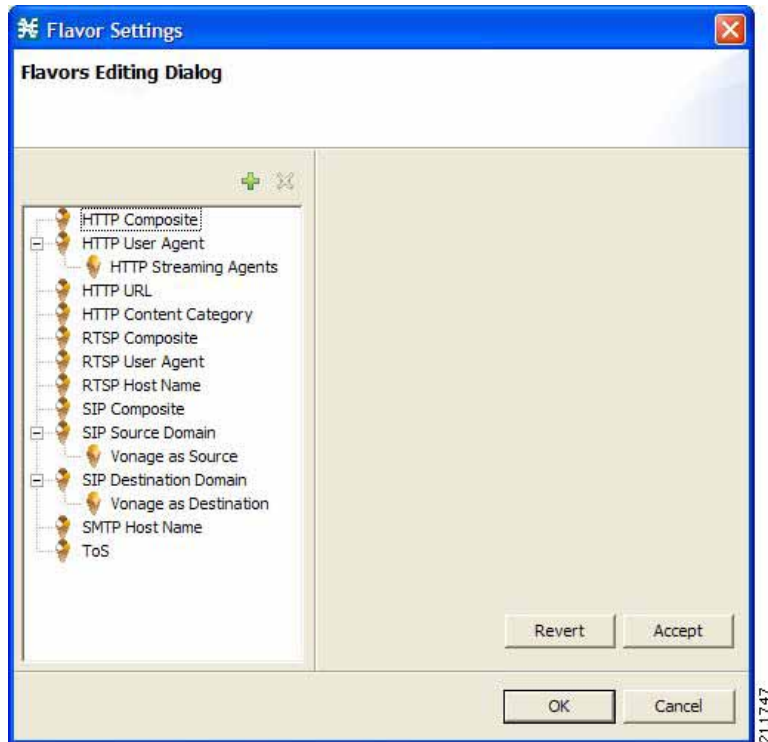 Flavor Settings
Flavors Editing Dialog
HTTP Composite
HTTP User Agent
HTTP Streaming Agents
HTTP URL
HTTP Content Category
RTSP Composite
RTSP User Agent
RTSP Host Name
SIP Composite
SIP Source Domain
Vonage as Source
SIP Destination Domain
Vonage as Destination
SMTP Host Name
ToS
Revert
Accept
OK
Cancel
211747